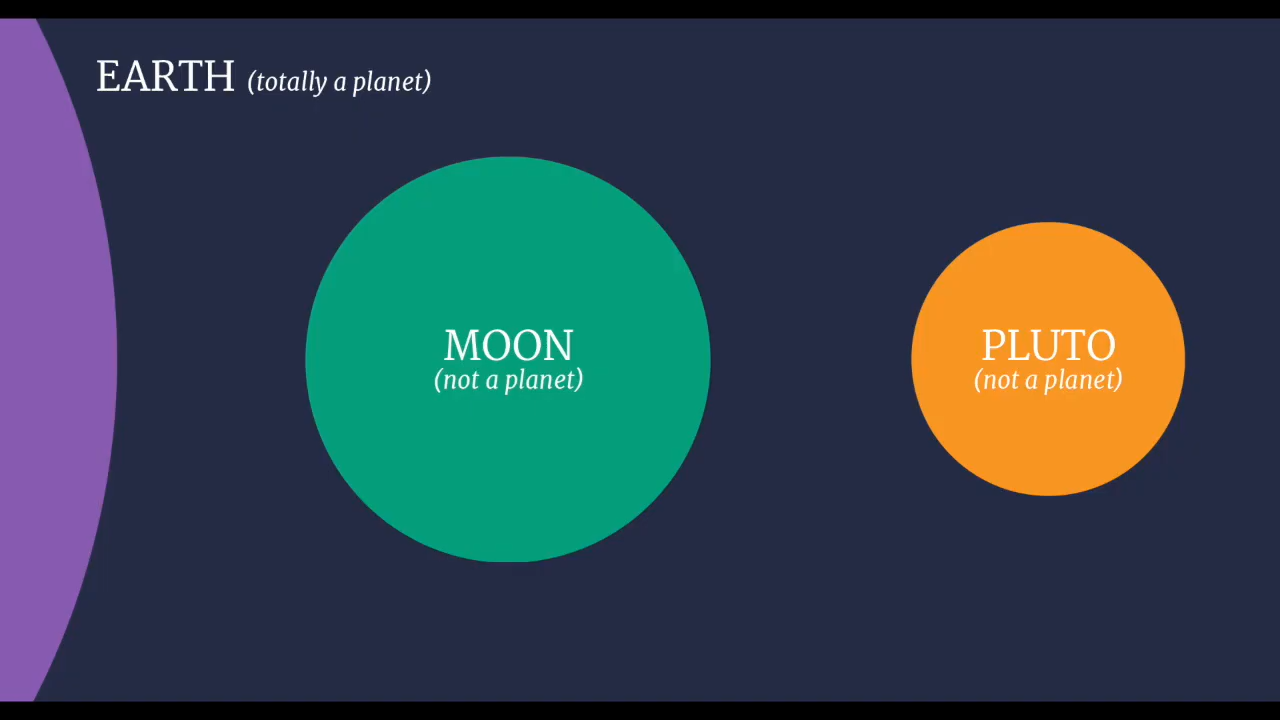 EARTH (totally a planet)
MOON
(not a planet)
PLUTO
(not a planet)